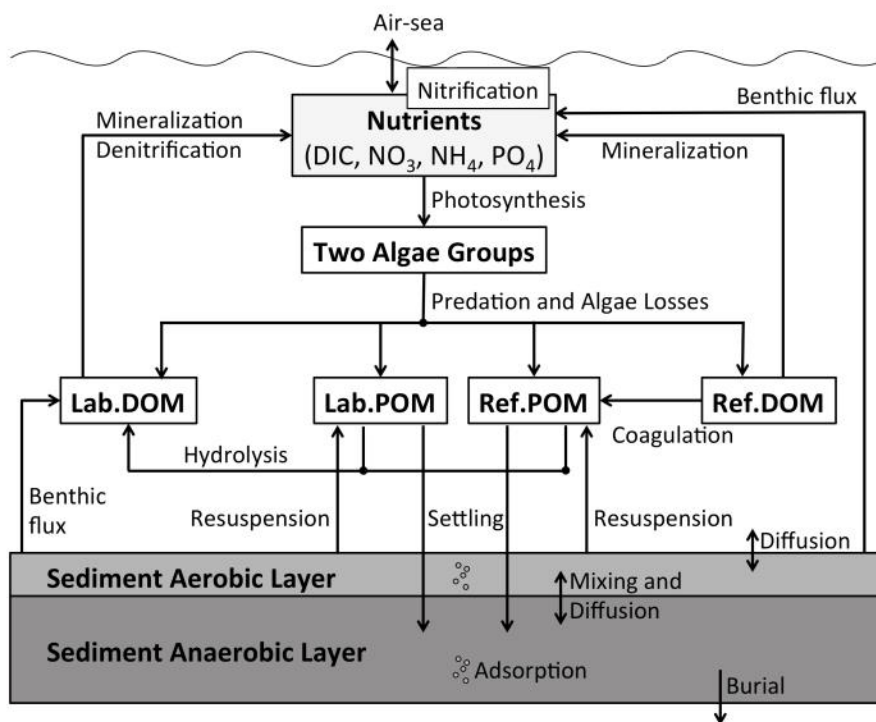 Air-sea
Nitrification
Benthic flux
Mineralization
Denitrification
Nutrients
(DIC, NO₃, NH₄, PO₄)
Mineralization
Photosynthesis
Two Algae Groups
Predation and Algae Losses
Lab.DOM
Lab.POM
Ref.POM
Ref.DOM
Coagulation
Hydrolysis
Benthic
flux
Resuspension
Settling
Resuspension
Diffusion
Sediment Aerobic Layer
Mixing and
Diffusion
Sediment Anaerobic Layer
Adsorption
Burial